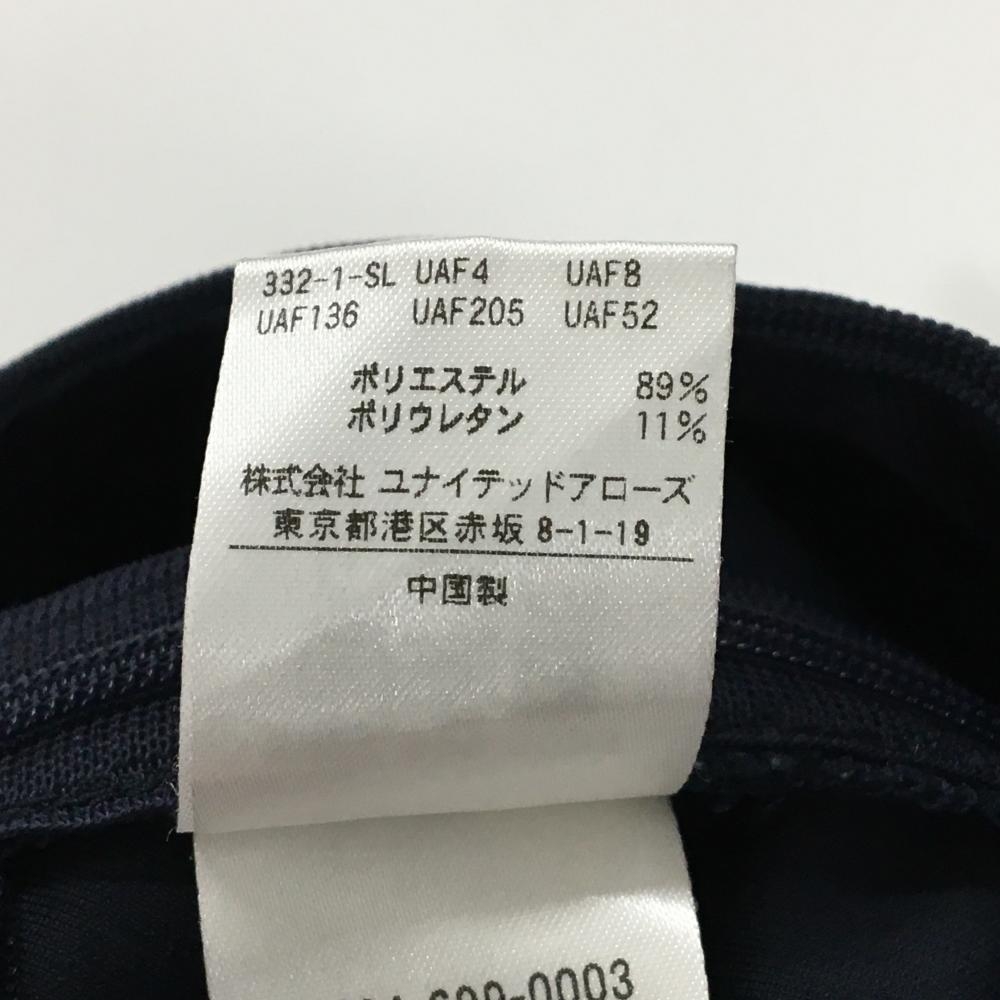 332-1-SL UAF4 UAF8
UAF136 UAF205 UAF52
ポリエステル 89%
ポリウレタン 11%
株式会社 ユナイテッドアローズ
東京都港区赤坂 8-1-19
中国製
-0003